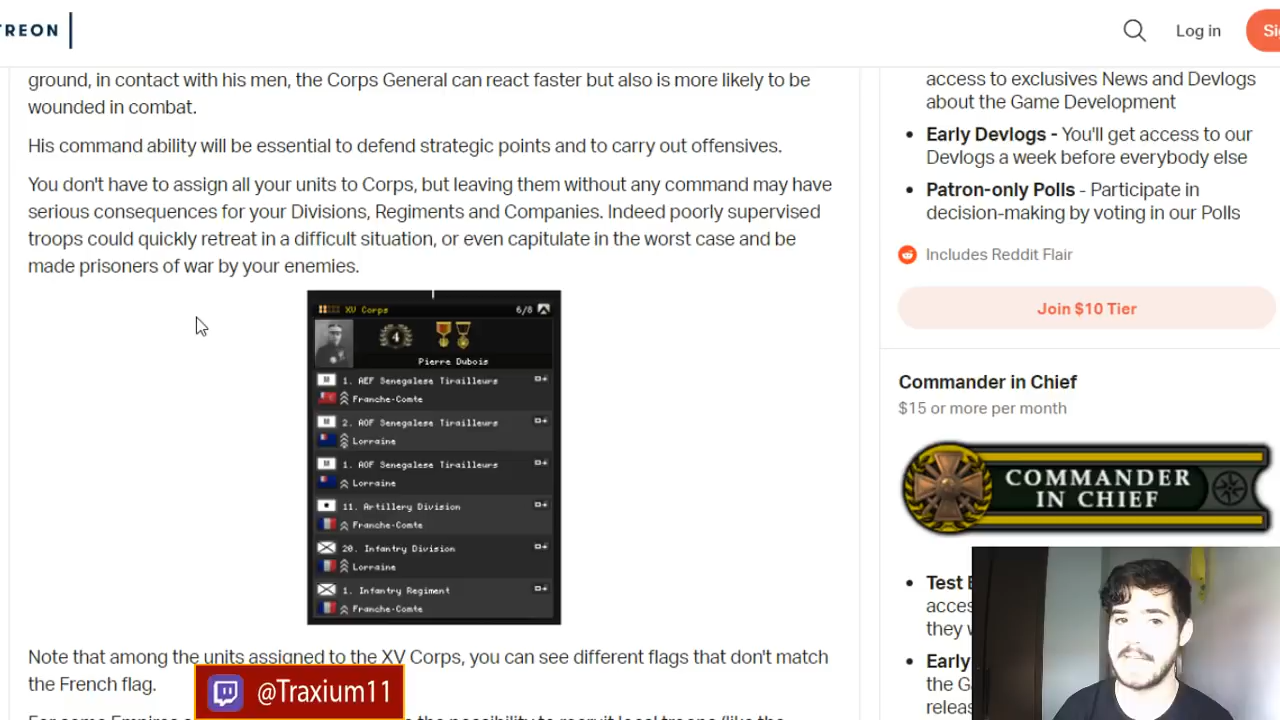 TREON
Log in
ground, in contact with his men, the Corps General can react faster but also is more likely to be
wounded in combat.
His command ability will be essential to defend strategic points and to carry out offensives.
You don't have to assign all your units to Corps, but leaving them without any command may have
serious consequences for your Divisions, Regiments and Companies. Indeed poorly supervised
troops could quickly retreat in a difficult situation, or even capitulate in the worst case and be
made prisoners of war by your enemies.
XV Corps 6/8
4
Pierre Dubois
1. AEF Senegalese Tirailleurs
Franche-Comte
2. AOF Senegalese Tirailleurs
Lorraine
1. AOF Senegalese Tirailleurs
Lorraine
11. Artillery Division
Franche-Comte
20. Infantry Division
Lorraine
1. Infantry Regiment
Franche-Comte
Note that among the units assigned to the XV Corps, you can see different flags that don't match
the French flag.
@Traxium11
access to exclusives News and Devlogs
about the Game Development
Early Devlogs - You'll get access to our
Devlogs a week before everybody else
Patron-only Polls - Participate in
decision-making by voting in our Polls
Includes Reddit Flair
Join $10 Tier
Commander in Chief
$15 or more per month
COMMANDER
IN CHIEF
Test
they
Early
the